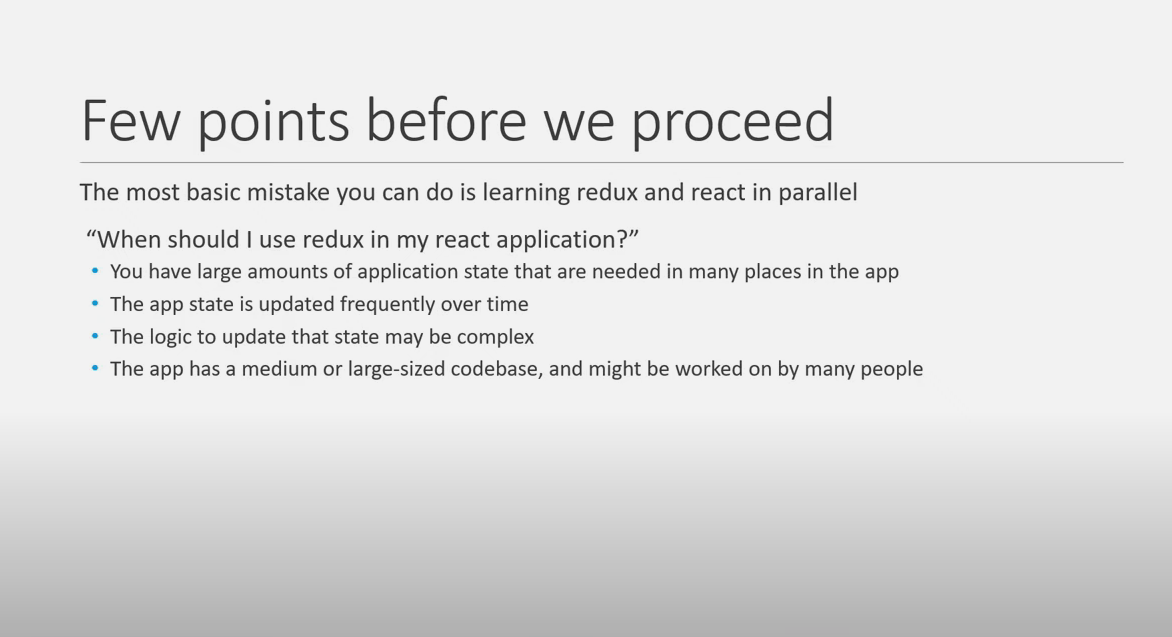 Few points before we proceed
The most basic mistake you can do is learning redux and react in parallel
“When should I use redux in my react application?”
• You have large amounts of application state that are needed in many places in the app
• The app state is updated frequently over time
• The logic to update that state may be complex
• The app has a medium or large-sized codebase, and might be worked on by many people